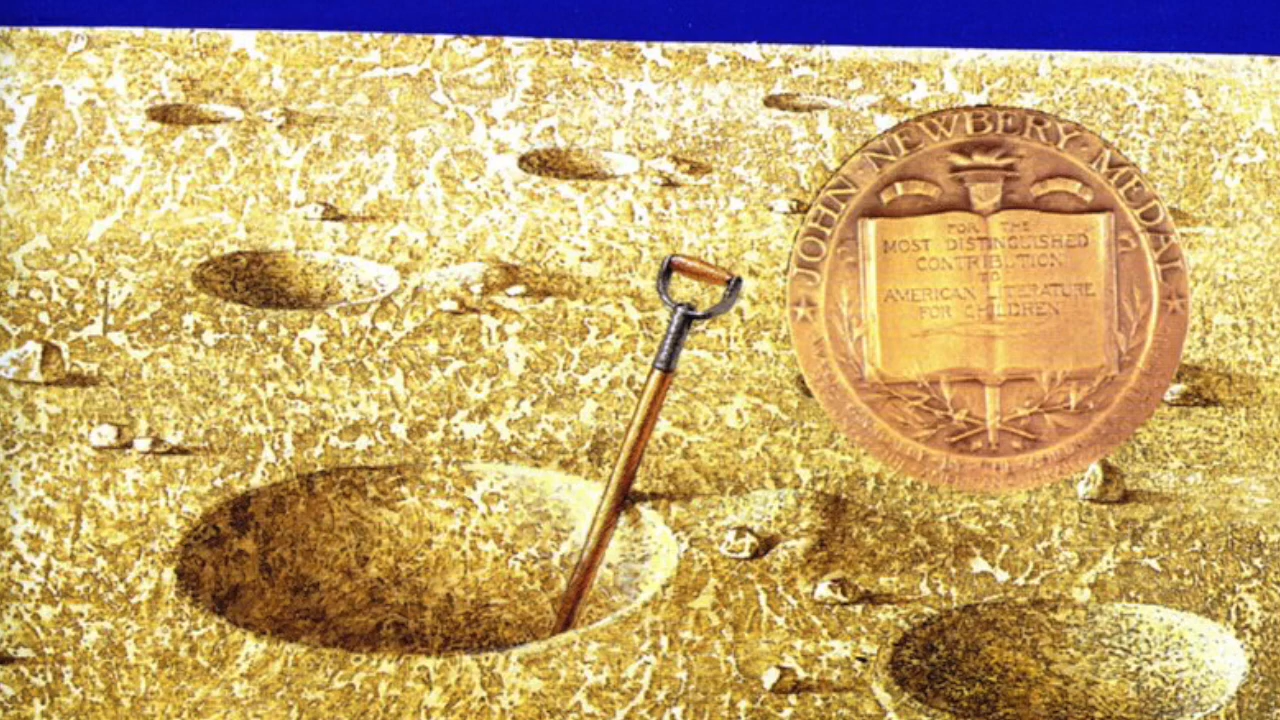 JOHN · NEWBERY · MEDAL
FOR THE
MOST DISTINGUISHED
CONTRIBUTION
TO
AMERICAN LITERATURE
FOR CHILDREN